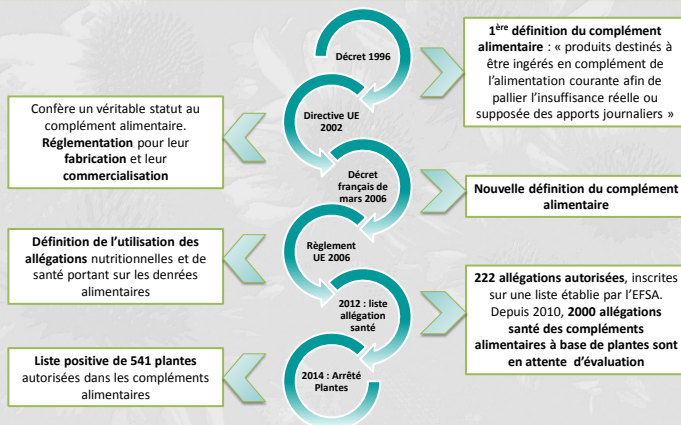 Décret 1996
1ère définition du complément
alimentaire : « produits destinés à
être ingérés en complément de
l'alimentation courante afin de
pallier l'insuffisance réelle ou
supposée des apports journaliers »
Directive UE
2002
Confère un véritable statut au
complément alimentaire.
Réglementation pour leur
fabrication et leur
commercialisation
Décret
français de
mars 2006
Nouvelle définition du complément
alimentaire
Règlement
UE 2006
Définition de l'utilisation des
allégations nutritionnelles et de
santé portant sur les denrées
alimentaires
2012 : liste
allégation
santé
222 allégations autorisées, inscrites
sur une liste établie par l'EFSA.
Depuis 2010, 2000 allégations
santé des compléments
alimentaires à base de plantes sont
en attente d'évaluation
2014 : Arrêté
Plantes
Liste positive de 541 plantes
autorisées dans les compléments
alimentaires